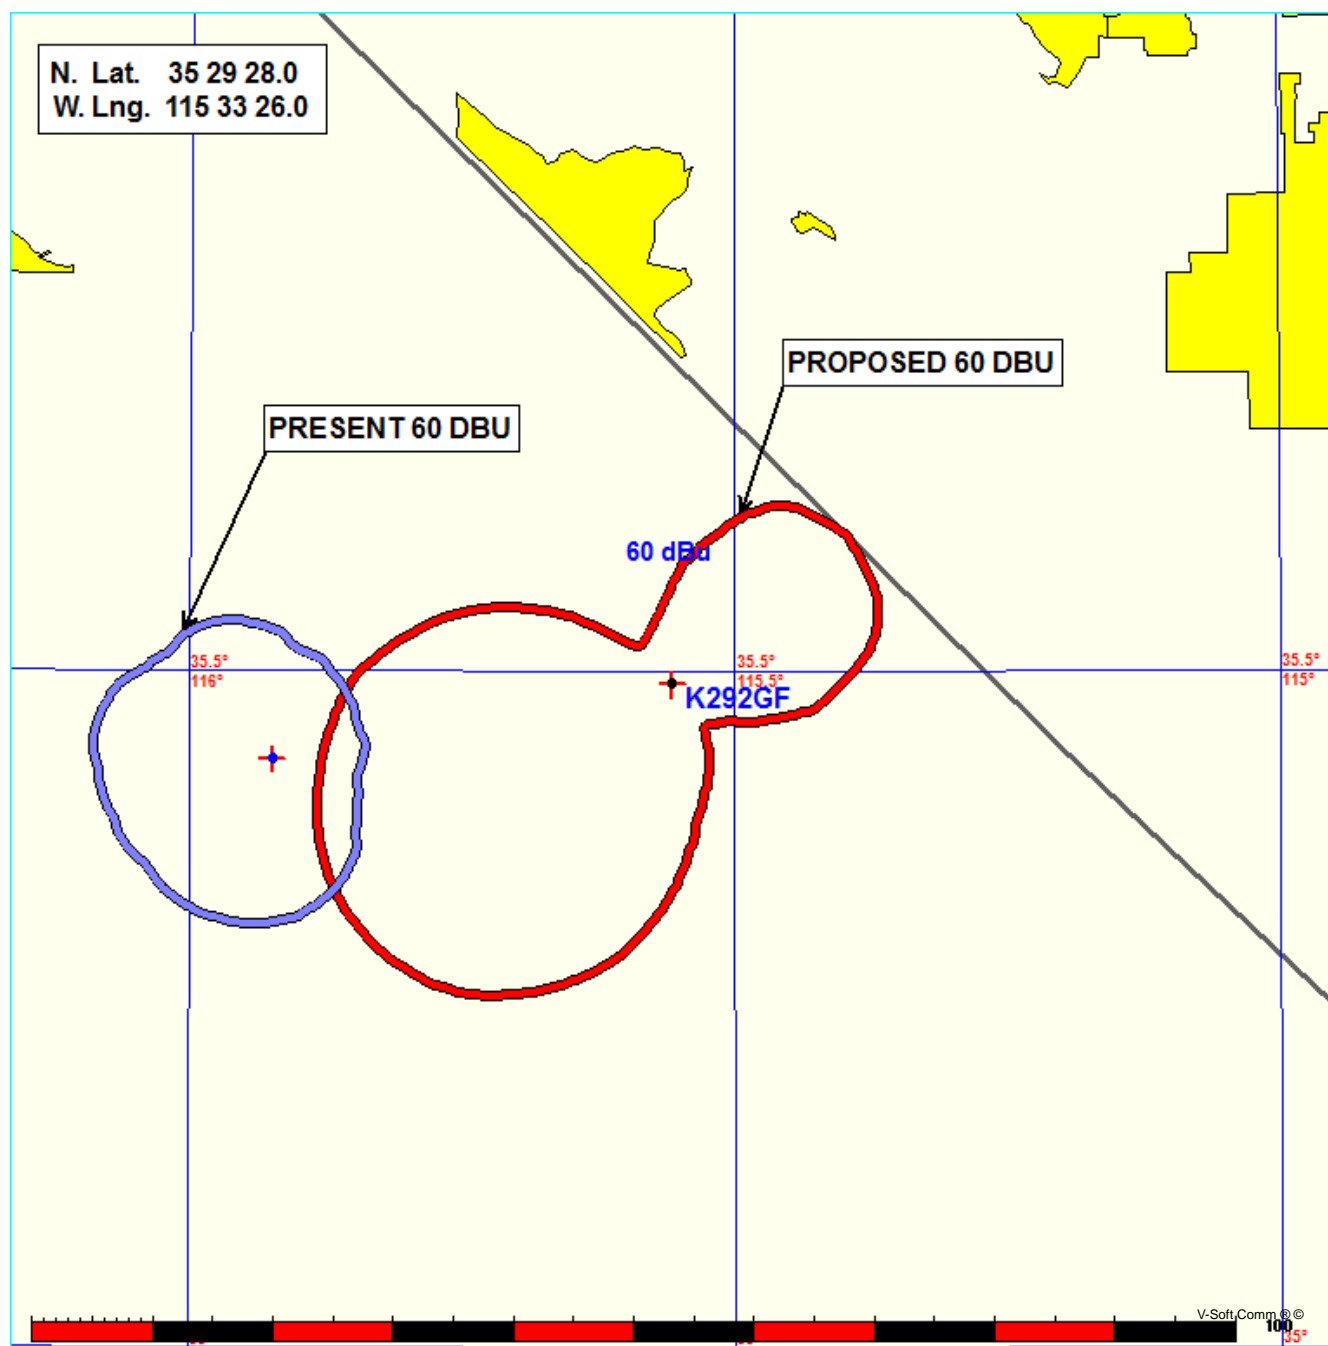 N. Lat. 35 29 28.0
W. Lng. 115 33 26.0
PROPOSED 60 DBU
PRESENT 60 DBU
60 dBu
35.5°
116°
35.5°
115.5°
35.5°
115°
K292GF
V-Soft Comm ® ©
100
35°